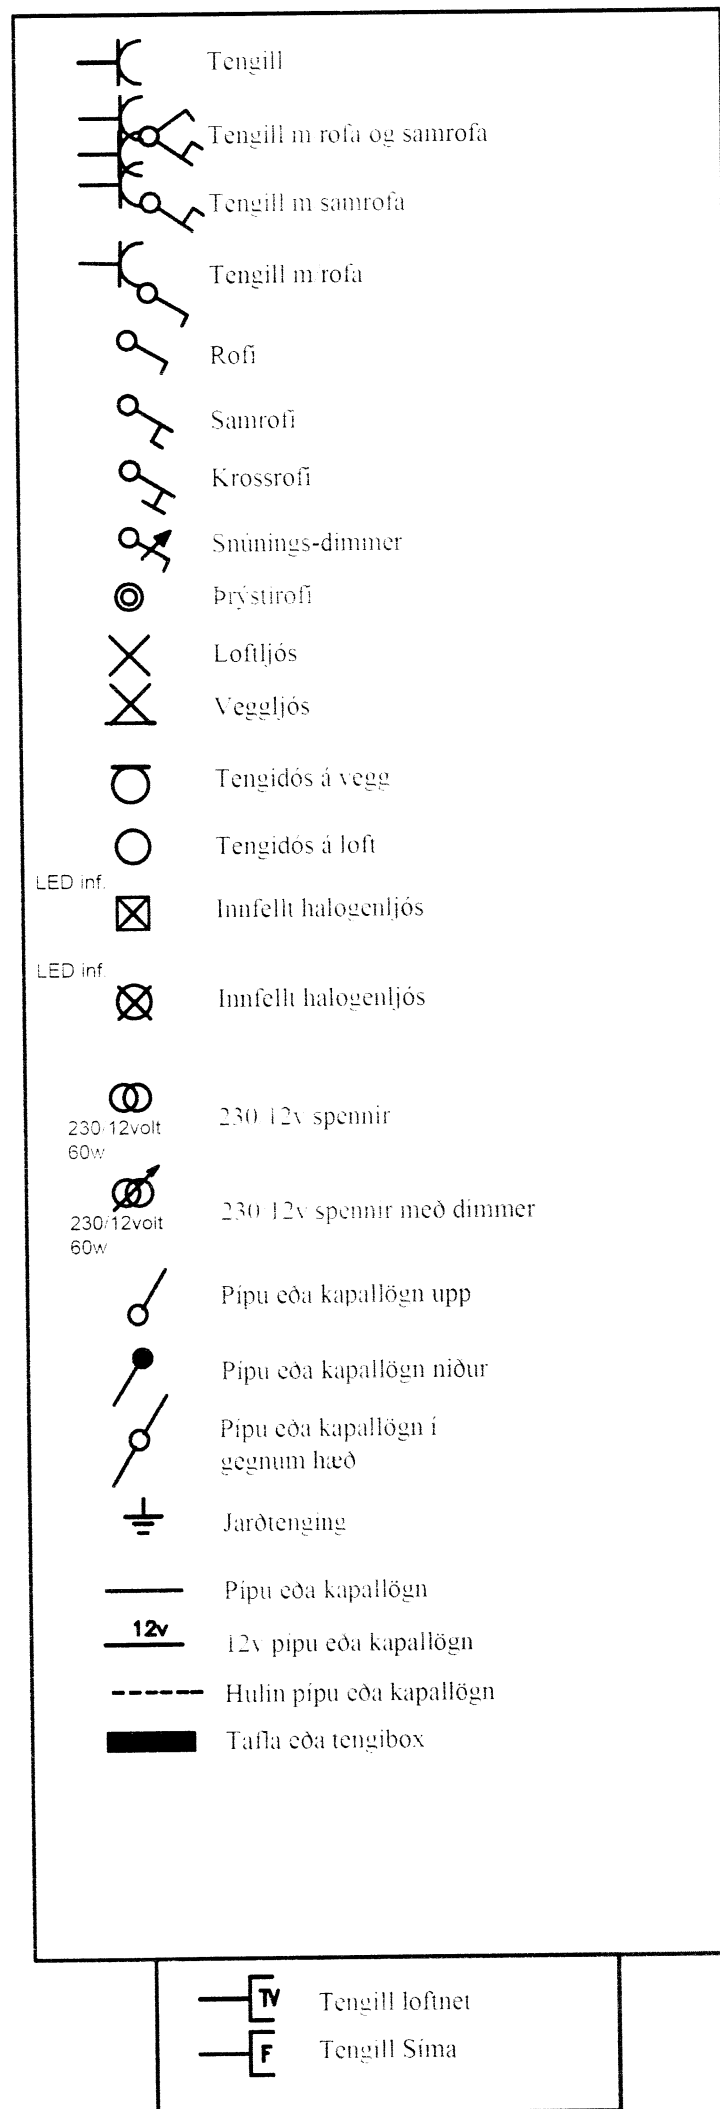 Tengill
Tengill m rofa og samrofa
Tengill m samrofa
Tengill m/rofa
Rofi
Samrofi
Krossrofi
Snúnings-dimmer
Þrýstirofi
Loftljós
Veggljós
Tengidós á vegg
Tengidós á loft
LED inf.
Innfellt halogenljós
LED inf.
Innfellt halogenljós
230/12v spennir
230/12volt
60w
230/12v spennir með dimmer
230/12volt
60w
Pípu eða kapallögn upp
Pípu eða kapallögn niður
Pípu eða kapallögn í
gegnum hæð
Jarðtenging
Pípu eða kapallögn
12v
12v pípu eða kapallögn
Hulin pípu eða kapallögn
Tafla eða tengibox
TV
Tengill loftnet
F
Tengill Síma